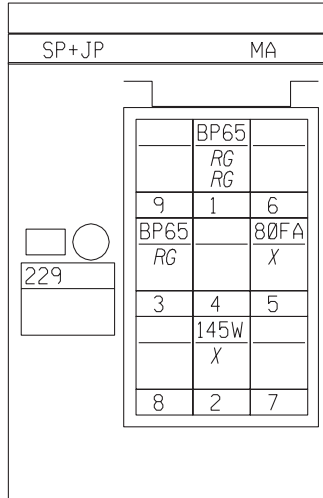 SP+JP MA
BP65
RG
RG
9 1 6
BP65 80FA
RG X
229
3 4 5
145W
X
8 2 7